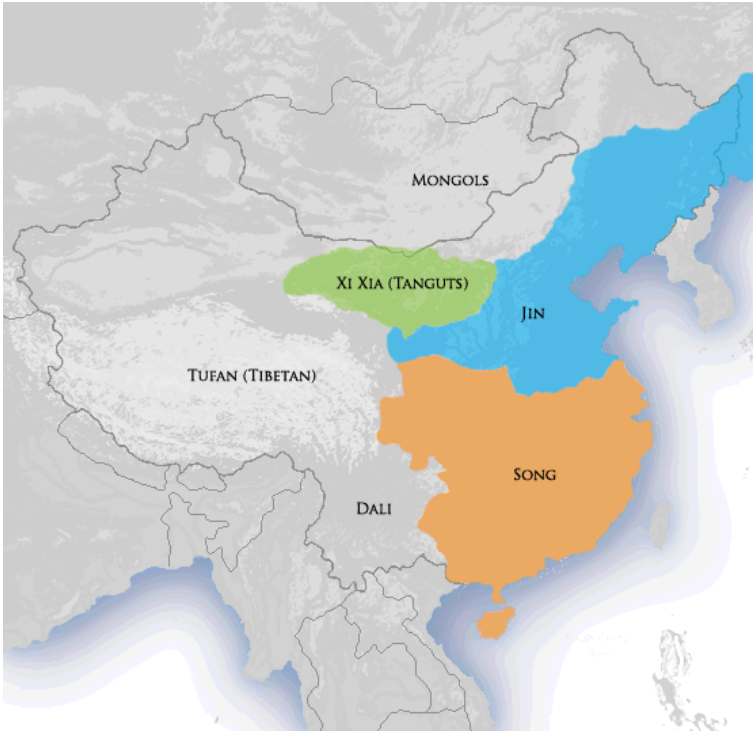 Mongols
Xi Xia (Tanguts)
Jin
Tufan (Tibetan)
Song
Dali